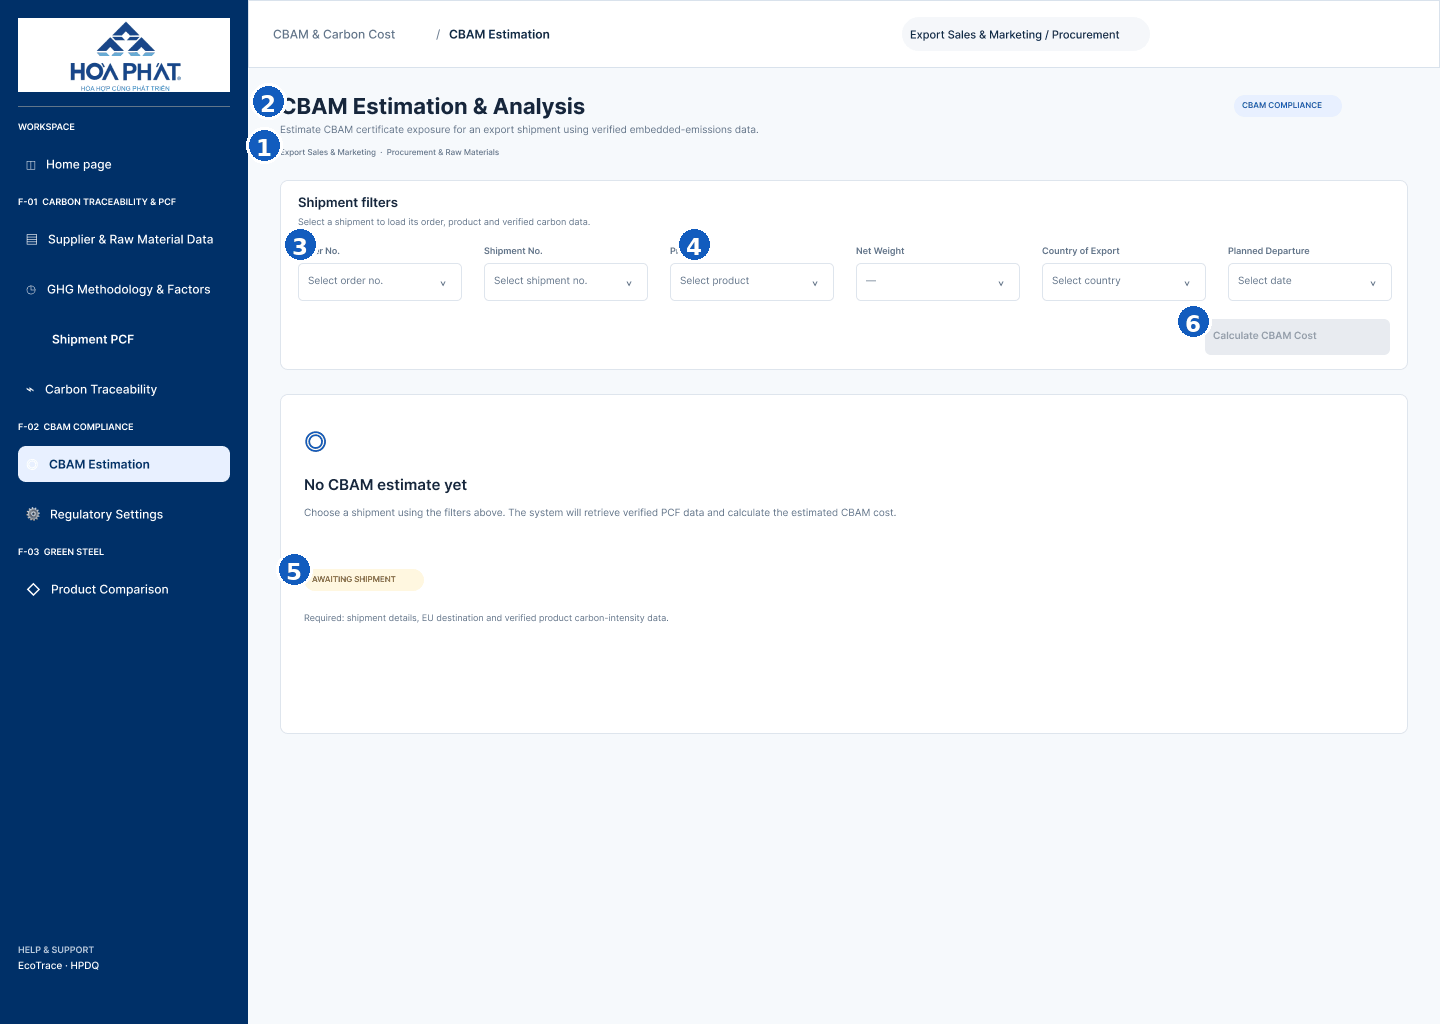 HÒA PHÁT
HÒA HỢP CÙNG PHÁT TRIỂN
WORKSPACE
Home page
F-01 CARBON TRACEABILITY & PCF
Supplier & Raw Material Data
GHG Methodology & Factors
Shipment PCF
Carbon Traceability
F-02 CBAM COMPLIANCE
CBAM Estimation
Regulatory Settings
F-03 GREEN STEEL
Product Comparison
HELP & SUPPORT
EcoTrace · HPDQ
CBAM & Carbon Cost / CBAM Estimation
Export Sales & Marketing / Procurement
2 CBAM Estimation & Analysis
CBAM COMPLIANCE
Estimate CBAM certificate exposure for an export shipment using verified embedded-emissions data.
1 Export Sales & Marketing · Procurement & Raw Materials
Shipment filters
Select a shipment to load its order, product and verified carbon data.
3 No. Shipment No. 4 Net Weight Country of Export Planned Departure
Select order no. Select shipment no. Select product — Select country Select date
6 Calculate CBAM Cost
No CBAM estimate yet
Choose a shipment using the filters above. The system will retrieve verified PCF data and calculate the estimated CBAM cost.
5 AWAITING SHIPMENT
Required: shipment details, EU destination and verified product carbon-intensity data.